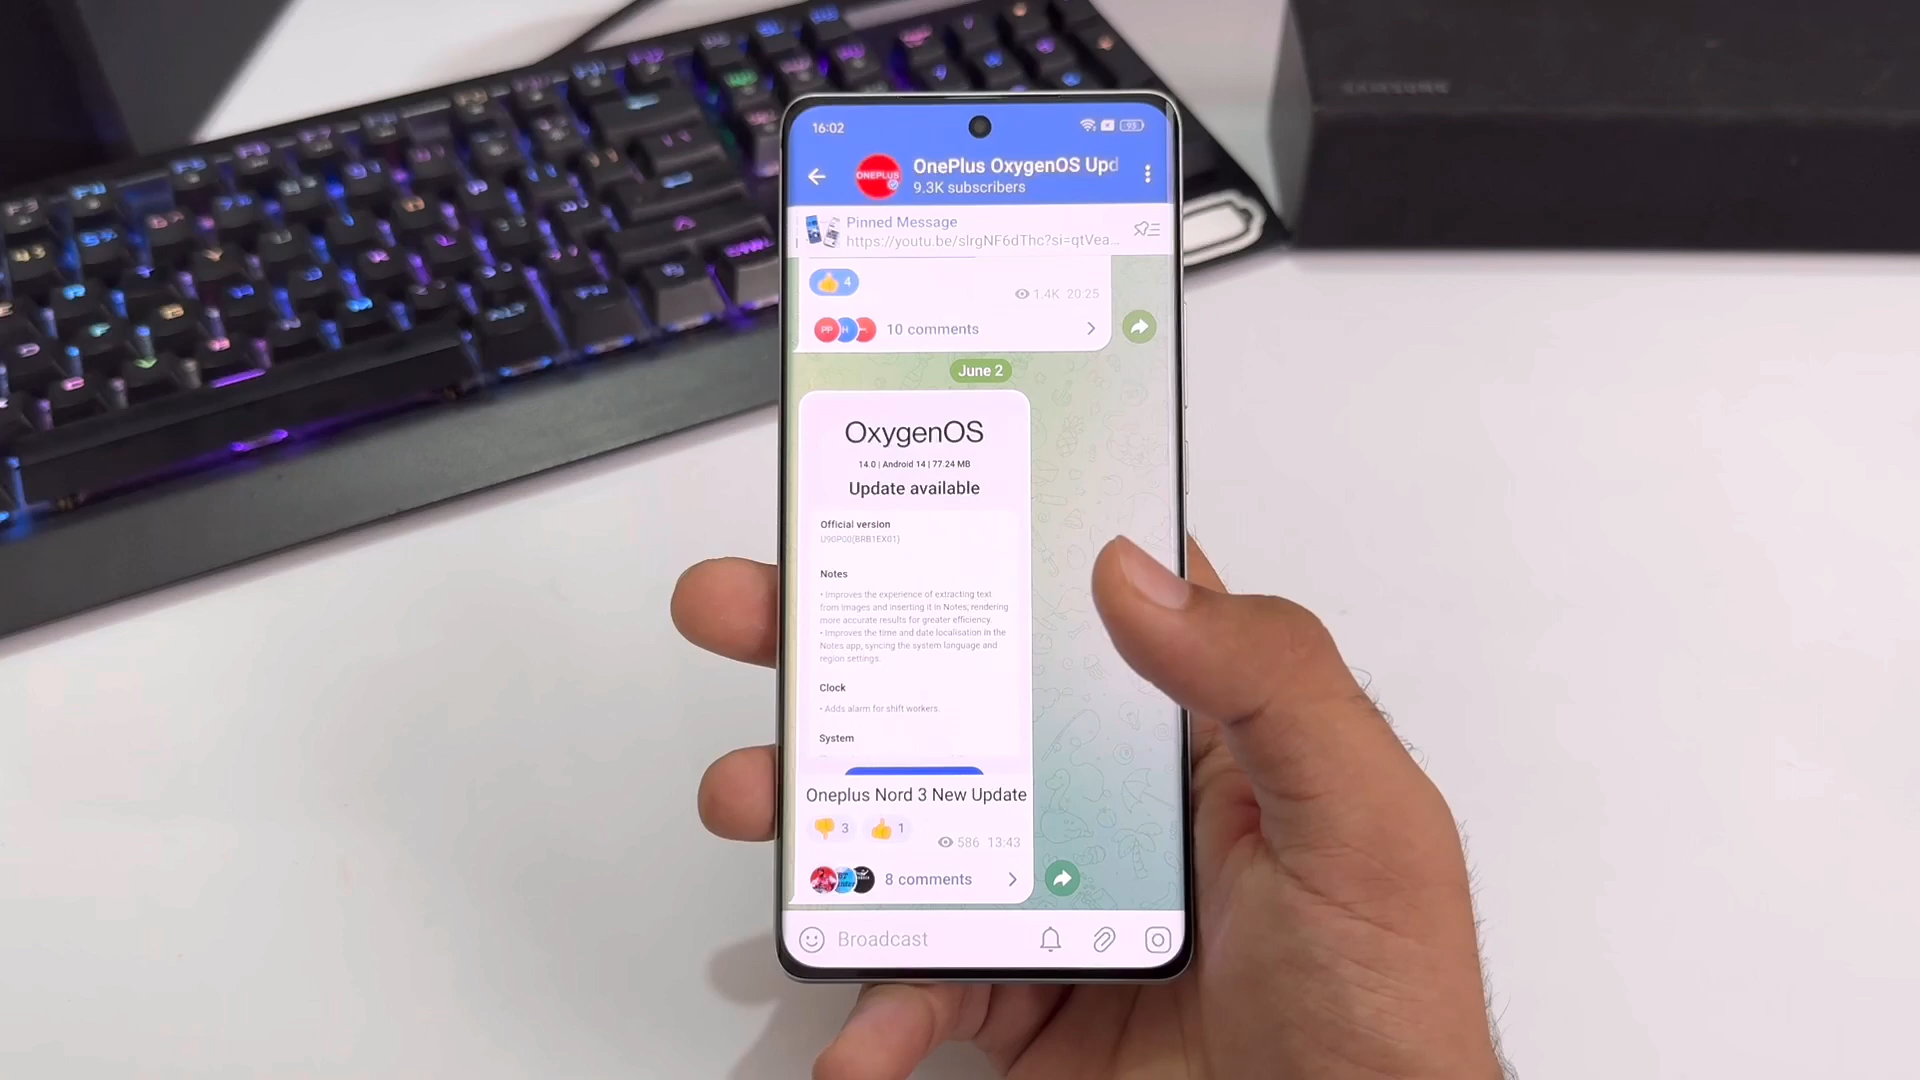 16:02
93
ONEPLUS
OnePlus OxygenOS Upd
9.3K subscribers
Pinned Message
https://youtu.be/slrgNF6dThc?si=qtVea...
4
1.4K 20:25
PP H
10 comments
June 2
OxygenOS
14.0 | Android 14 | 77.24 MB
Update available
Official version
U90P00(BRB1EX01)
Notes
• Improves the experience of extracting text
from images and inserting it in Notes, rendering
more accurate results for greater efficiency.
• Improves the time and date localisation in the
Notes app, syncing the system language and
region settings.
Clock
• Adds alarm for shift workers.
System
Oneplus Nord 3 New Update
3 1
586 13:43
8 comments
Broadcast
SAMSUNG